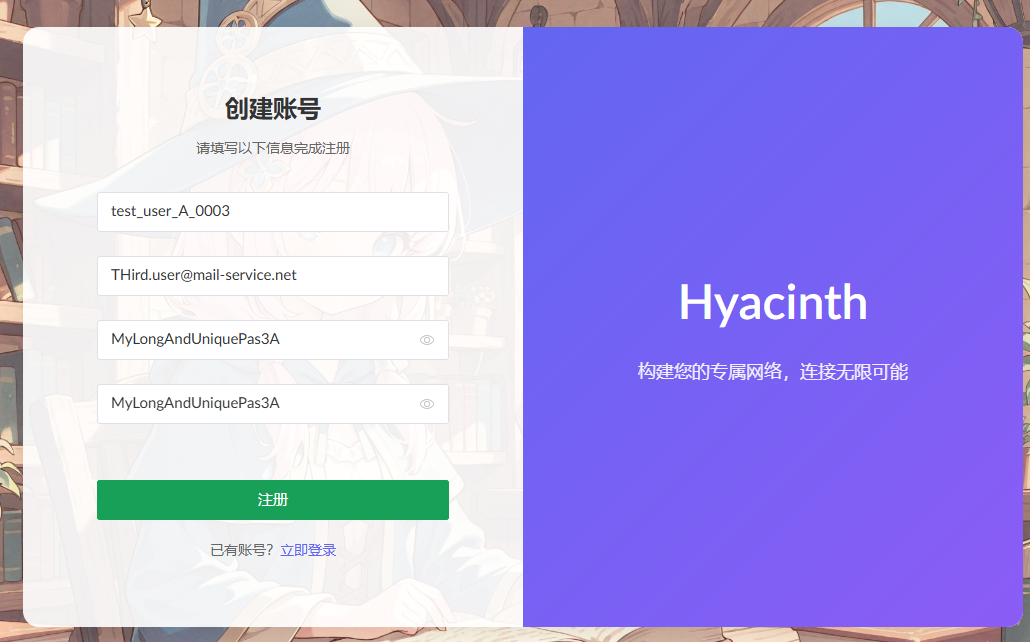 创建账号
请填写以下信息完成注册
test_user_A_0003
THird.user@mail-service.net
MyLongAndUniquePas3A
MyLongAndUniquePas3A
注册
已有账号？立即登录
Hyacinth
构建您的专属网络，连接无限可能